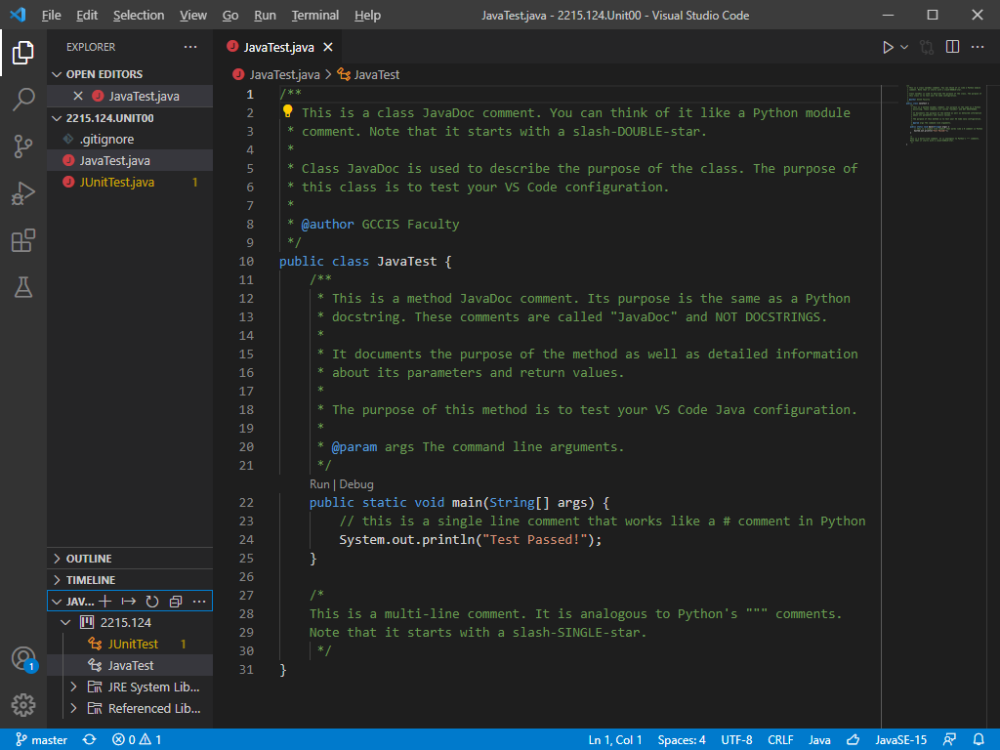 File Edit Selection View Go Run Terminal Help JavaTest.java - 2215.124.Unit00 - Visual Studio Code
EXPLORER ···
OPEN EDITORS
JavaTest.java
2215.124.UNIT00
.gitignore
JavaTest.java
JUnitTest.java 1
OUTLINE
TIMELINE
JAV...
2215.124
JUnitTest 1
JavaTest
JRE System Lib...
Referenced Lib...
1
JavaTest.java
JavaTest.java > JavaTest
1 /**
2 This is a class JavaDoc comment. You can think of it like a Python module
3 * comment. Note that it starts with a slash-DOUBLE-star.
4 *
5 * Class JavaDoc is used to describe the purpose of the class. The purpose of
6 * this class is to test your VS Code configuration.
7 *
8 * @author GCCIS Faculty
9 */
10 public class JavaTest {
11 /**
12 * This is a method JavaDoc comment. Its purpose is the same as a Python
13 * docstring. These comments are called "JavaDoc" and NOT DOCSTRINGS.
14 *
15 * It documents the purpose of the method as well as detailed information
16 * about its parameters and return values.
17 *
18 * The purpose of this method is to test your VS Code Java configuration.
19 *
20 * @param args The command line arguments.
21 */
Run | Debug
22 public static void main(String[] args) {
23 // this is a single line comment that works like a # comment in Python
24 System.out.println("Test Passed!");
25 }
26
27 /*
28 This is a multi-line comment. It is analogous to Python's """ comments.
29 Note that it starts with a slash-SINGLE-star.
30 */
31 }
master 0 1 Ln 1, Col 1 Spaces: 4 UTF-8 CRLF Java JavaSE-15